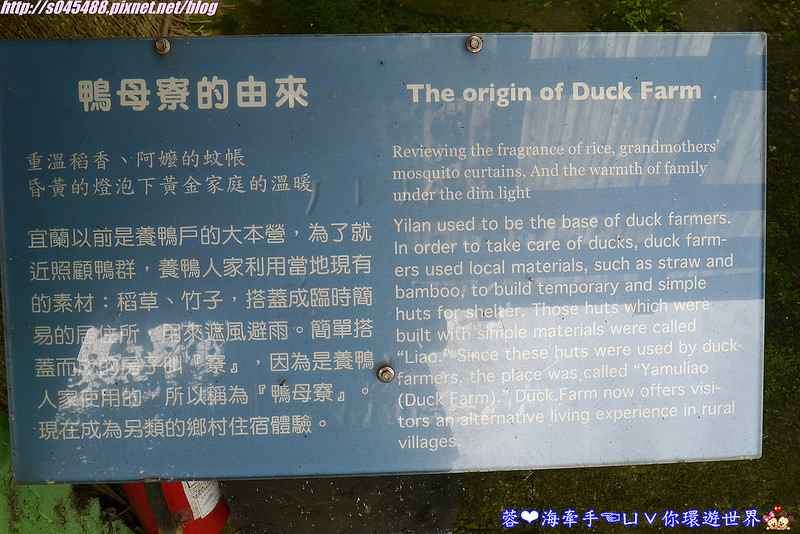 http://s045488.pixnet.net/blog
鴨母寮的由來
重溫稻香、阿嬤的蚊帳
昏黃的燈泡下黃金家庭的溫暖
宜蘭以前是養鴨戶的大本營，為了就
近照顧鴨群，養鴨人家利用當地現有
的素材：稻草、竹子，搭蓋成臨時簡
易的居住所，用來遮風避雨。簡單搭
蓋而成的房子叫『寮』，因為是養鴨
人家使用的，所以稱為『鴨母寮』。
現在成為另類的鄉村住宿體驗。
The origin of Duck Farm
Reviewing the fragrance of rice, grandmothers'
mosquito curtains, And the warmth of family
under the dim light
Yilan used to be the base of duck farmers.
In order to take care of ducks, duck farm-
ers used local materials, such as straw and
bamboo, to build temporary and simple
huts for shelter. Those huts which were
built with simple materials were called
“Liao.” Since these huts were used by duck-
farmers, the place was called “Yamuliao
(Duck Farm).” Duck Farm now offers visi-
tors an alternative living experience in rural
villages.
蓉❤海牽手☜ㄩㄥ你環遊世界